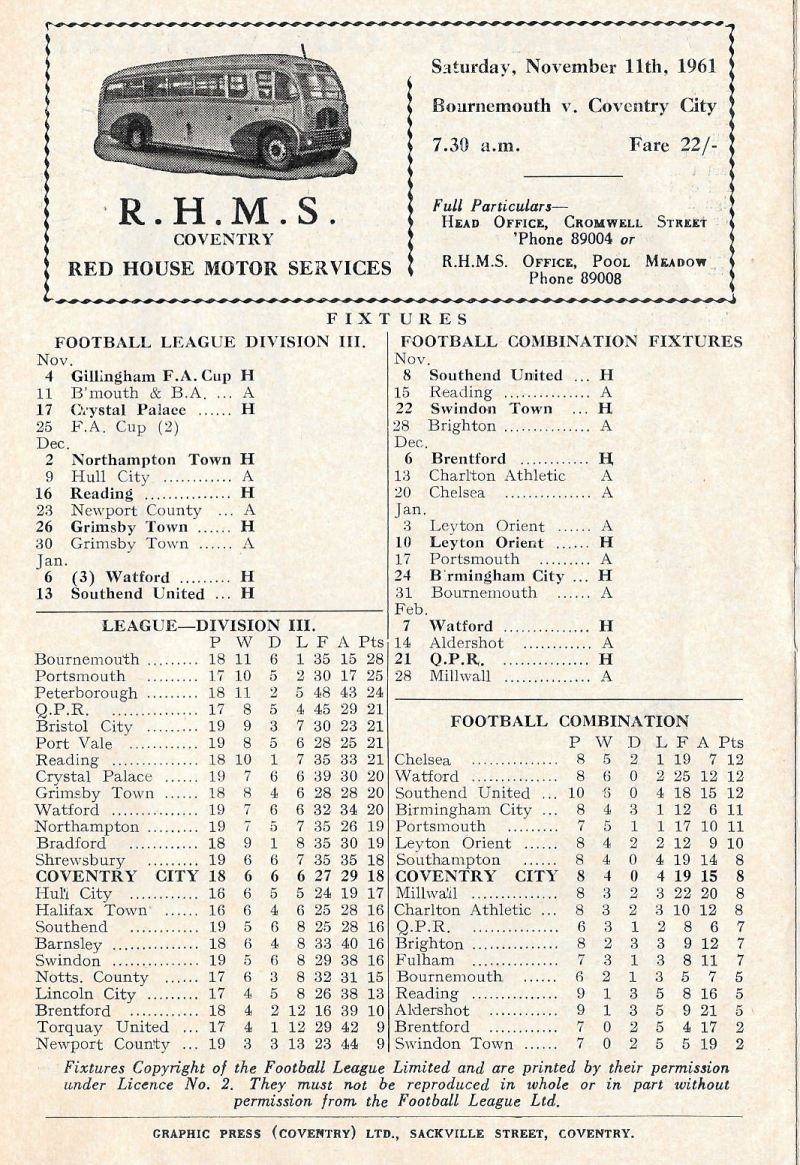 Saturday, November 11th, 1961
Bournemouth v. Coventry City
7.30 a.m. Fare 22/-
Full Particulars—
HEAD OFFICE, CROMWELL STREET
'Phone 89004 or
R.H.M.S. OFFICE, POOL MEADOW
Phone 89008
R.H.M.S.
COVENTRY
RED HOUSE MOTOR SERVICES
FIXTURES
FOOTBALL LEAGUE DIVISION III.
Nov.
4 Gillingham F.A. Cup H
11 B'mouth & B.A. ... A
17 Crystal Palace ...... H
25 F.A. Cup (2)
Dec.
2 Northampton Town H
9 Hull City ........... A
16 Reading .............. H
23 Newport County ... A
26 Grimsby Town ...... H
30 Grimsby Town ...... A
Jan.
6 (3) Watford ......... H
13 Southend United ... H
LEAGUE—DIVISION III.
P W D L F A Pts
Bournemouth ......... 18 11 6 1 35 15 28
Portsmouth ......... 17 10 5 2 30 17 25
Peterborough ......... 18 11 2 5 48 43 24
Q.P.R. ............... 17 8 5 4 45 29 21
Bristol City ......... 19 9 3 7 30 23 21
Port Vale ............ 19 8 5 6 28 25 21
Reading ............... 18 10 1 7 35 33 21
Crystal Palace ...... 19 7 6 6 39 30 20
Grimsby Town ...... 18 8 4 6 28 28 20
Watford ............... 19 7 6 6 32 34 20
Northampton ......... 19 7 5 7 35 26 19
Bradford ............ 18 9 1 8 35 30 19
Shrewsbury ......... 19 6 6 7 35 35 18
COVENTRY CITY 18 6 6 6 27 29 18
Hull City ............ 16 6 5 5 24 19 17
Halifax Town ...... 16 6 4 6 25 28 16
Southend ............ 19 5 6 8 25 28 16
Barnsley ............ 18 6 4 8 33 40 16
Swindon ............ 19 5 6 8 29 38 16
Notts. County ...... 17 6 3 8 32 31 15
Lincoln City ......... 17 4 5 8 26 38 13
Brentford ............ 18 4 2 12 16 39 10
Torquay United ... 17 4 1 12 29 42 9
Newport County ... 19 3 3 13 23 44 9
FOOTBALL COMBINATION FIXTURES
Nov.
8 Southend United ... H
15 Reading ............... A
22 Swindon Town ... H
28 Brighton .............. A
Dec.
6 Brentford ............ H
13 Charlton Athletic A
20 Chelsea .............. A
Jan.
3 Leyton Orient ...... A
10 Leyton Orient ...... H
17 Portsmouth ......... A
24 B'rmingham City ... H
31 Bournemouth ...... A
Feb.
7 Watford .............. H
14 Aldershot ............ A
21 Q.P.R. .............. H
28 Millwall .............. A
FOOTBALL COMBINATION
P W D L F A Pts
Chelsea ............... 8 5 2 1 19 7 12
Watford ............... 8 6 0 2 25 12 12
Southend United ... 10 6 0 4 18 15 12
Birmingham City ... 8 4 3 1 12 6 11
Portsmouth ......... 7 5 1 1 17 10 11
Leyton Orient ...... 8 4 2 2 12 9 10
Southampton ...... 8 4 0 4 19 14 8
COVENTRY CITY 8 4 0 4 19 15 8
Millwall ............... 8 3 2 3 22 20 8
Charlton Athletic ... 8 3 2 3 10 12 8
Q.P.R. ............... 6 3 1 2 8 6 7
Brighton ............... 8 2 3 3 9 12 7
Fulham ............... 7 3 1 3 8 11 7
Bournemouth ...... 6 2 1 3 5 7 5
Reading ............... 9 1 3 5 8 16 5
Aldershot ............ 9 1 3 5 9 21 5
Brentford ............ 7 0 2 5 4 17 2
Swindon Town ...... 7 0 2 5 5 19 2
Fixtures Copyright of the Football League Limited and are printed by their permission
under Licence No. 2. They must not be reproduced in whole or in part without
permission from the Football League Ltd.
GRAPHIC PRESS (COVENTRY) LTD., SACKVILLE STREET, COVENTRY.